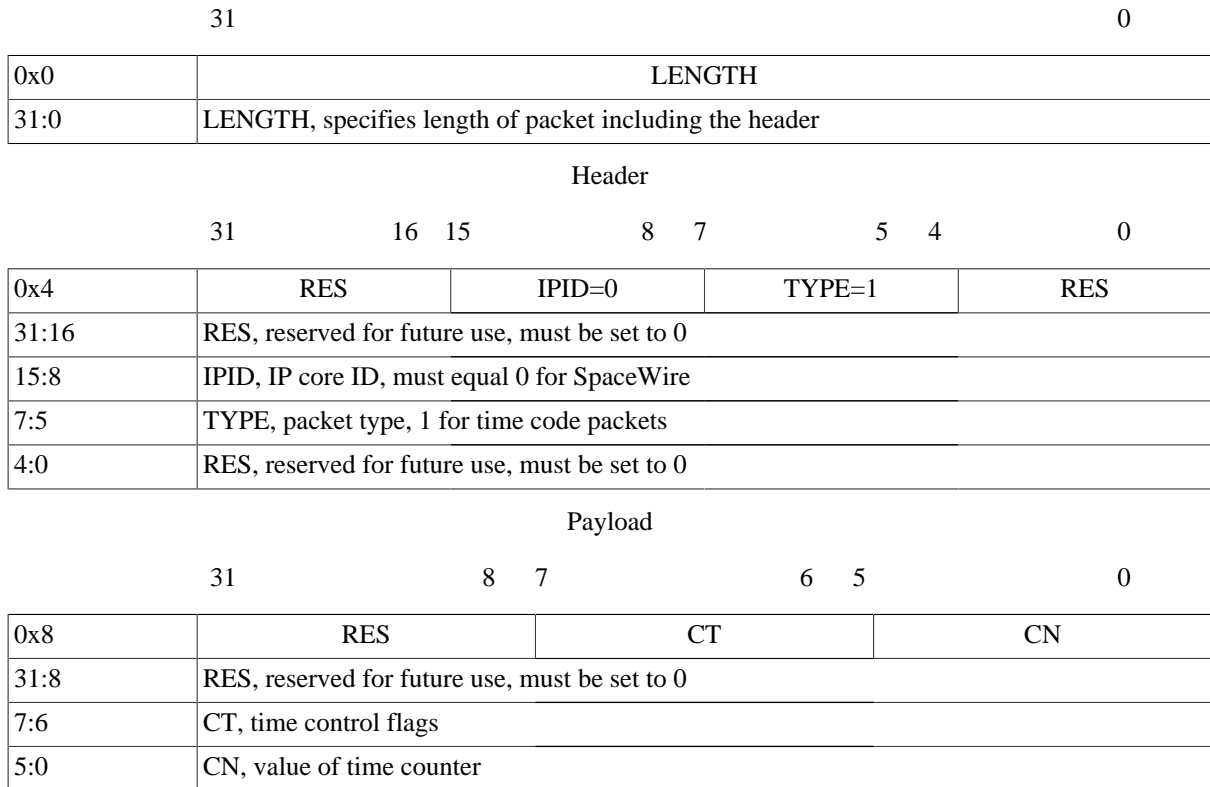 31 0
0x0 LENGTH
31:0 LENGTH, specifies length of packet including the header
Header
31 16 15 8 7 5 4 0
0x4 RES IPID=0 TYPE=1 RES
31:16 RES, reserved for future use, must be set to 0
15:8 IPID, IP core ID, must equal 0 for SpaceWire
7:5 TYPE, packet type, 1 for time code packets
4:0 RES, reserved for future use, must be set to 0
Payload
31 8 7 6 5 0
0x8 RES CT CN
31:8 RES, reserved for future use, must be set to 0
7:6 CT, time control flags
5:0 CN, value of time counter